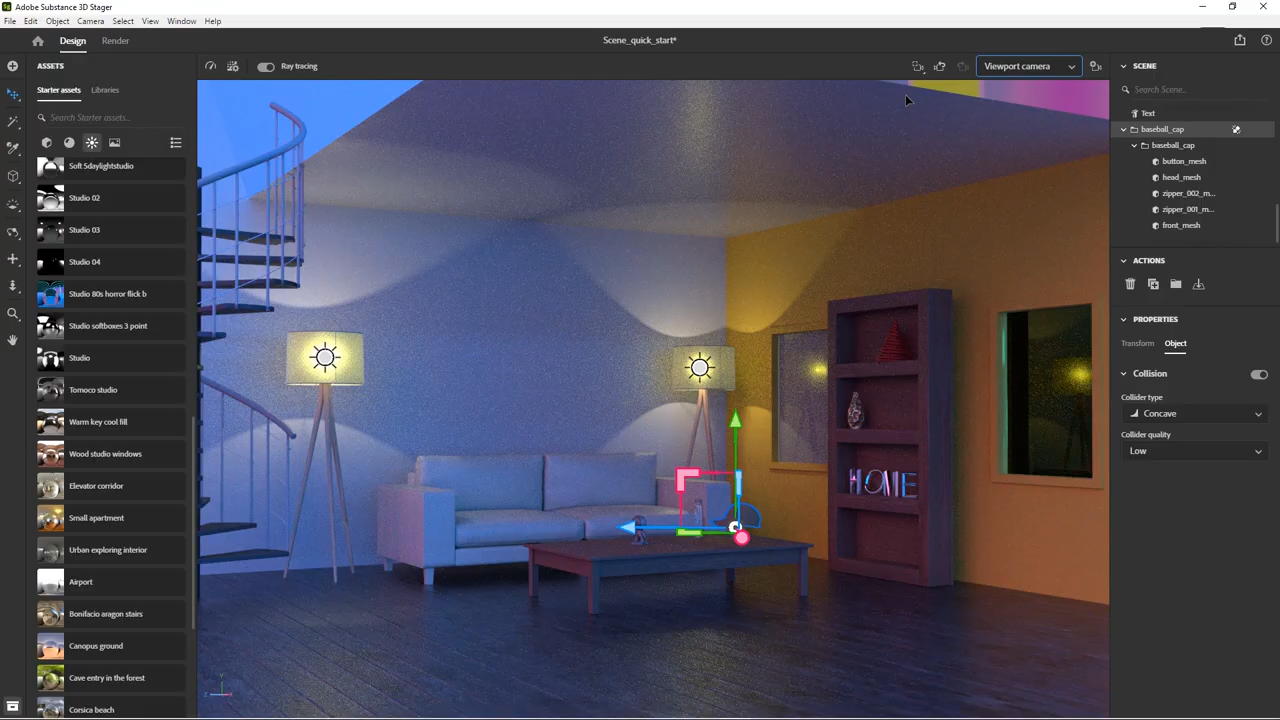 Adobe Substance 3D Stager
File Edit Object Camera Select View Window Help
Design Render
Scene_quick_start*
ASSETS
Starter assets Libraries
Search Starter assets...
Soft 5daylightstudio
Studio 02
Studio 03
Studio 04
Studio 80s horror flick b
Studio softboxes 3 point
Studio
Tomoco studio
Warm key cool fill
Wood studio windows
Elevator corridor
Small apartment
Urban exploring interior
Airport
Bonifacio aragon stairs
Canopus ground
Cave entry in the forest
Corsica beach
Ray tracing
Viewport camera
HOME
SCENE
Search Scene...
Text
baseball_cap
baseball_cap
button_mesh
head_mesh
zipper_002_m...
zipper_001_m...
front_mesh
ACTIONS
PROPERTIES
Transform Object
Collision
Collider type
Concave
Collider quality
Low